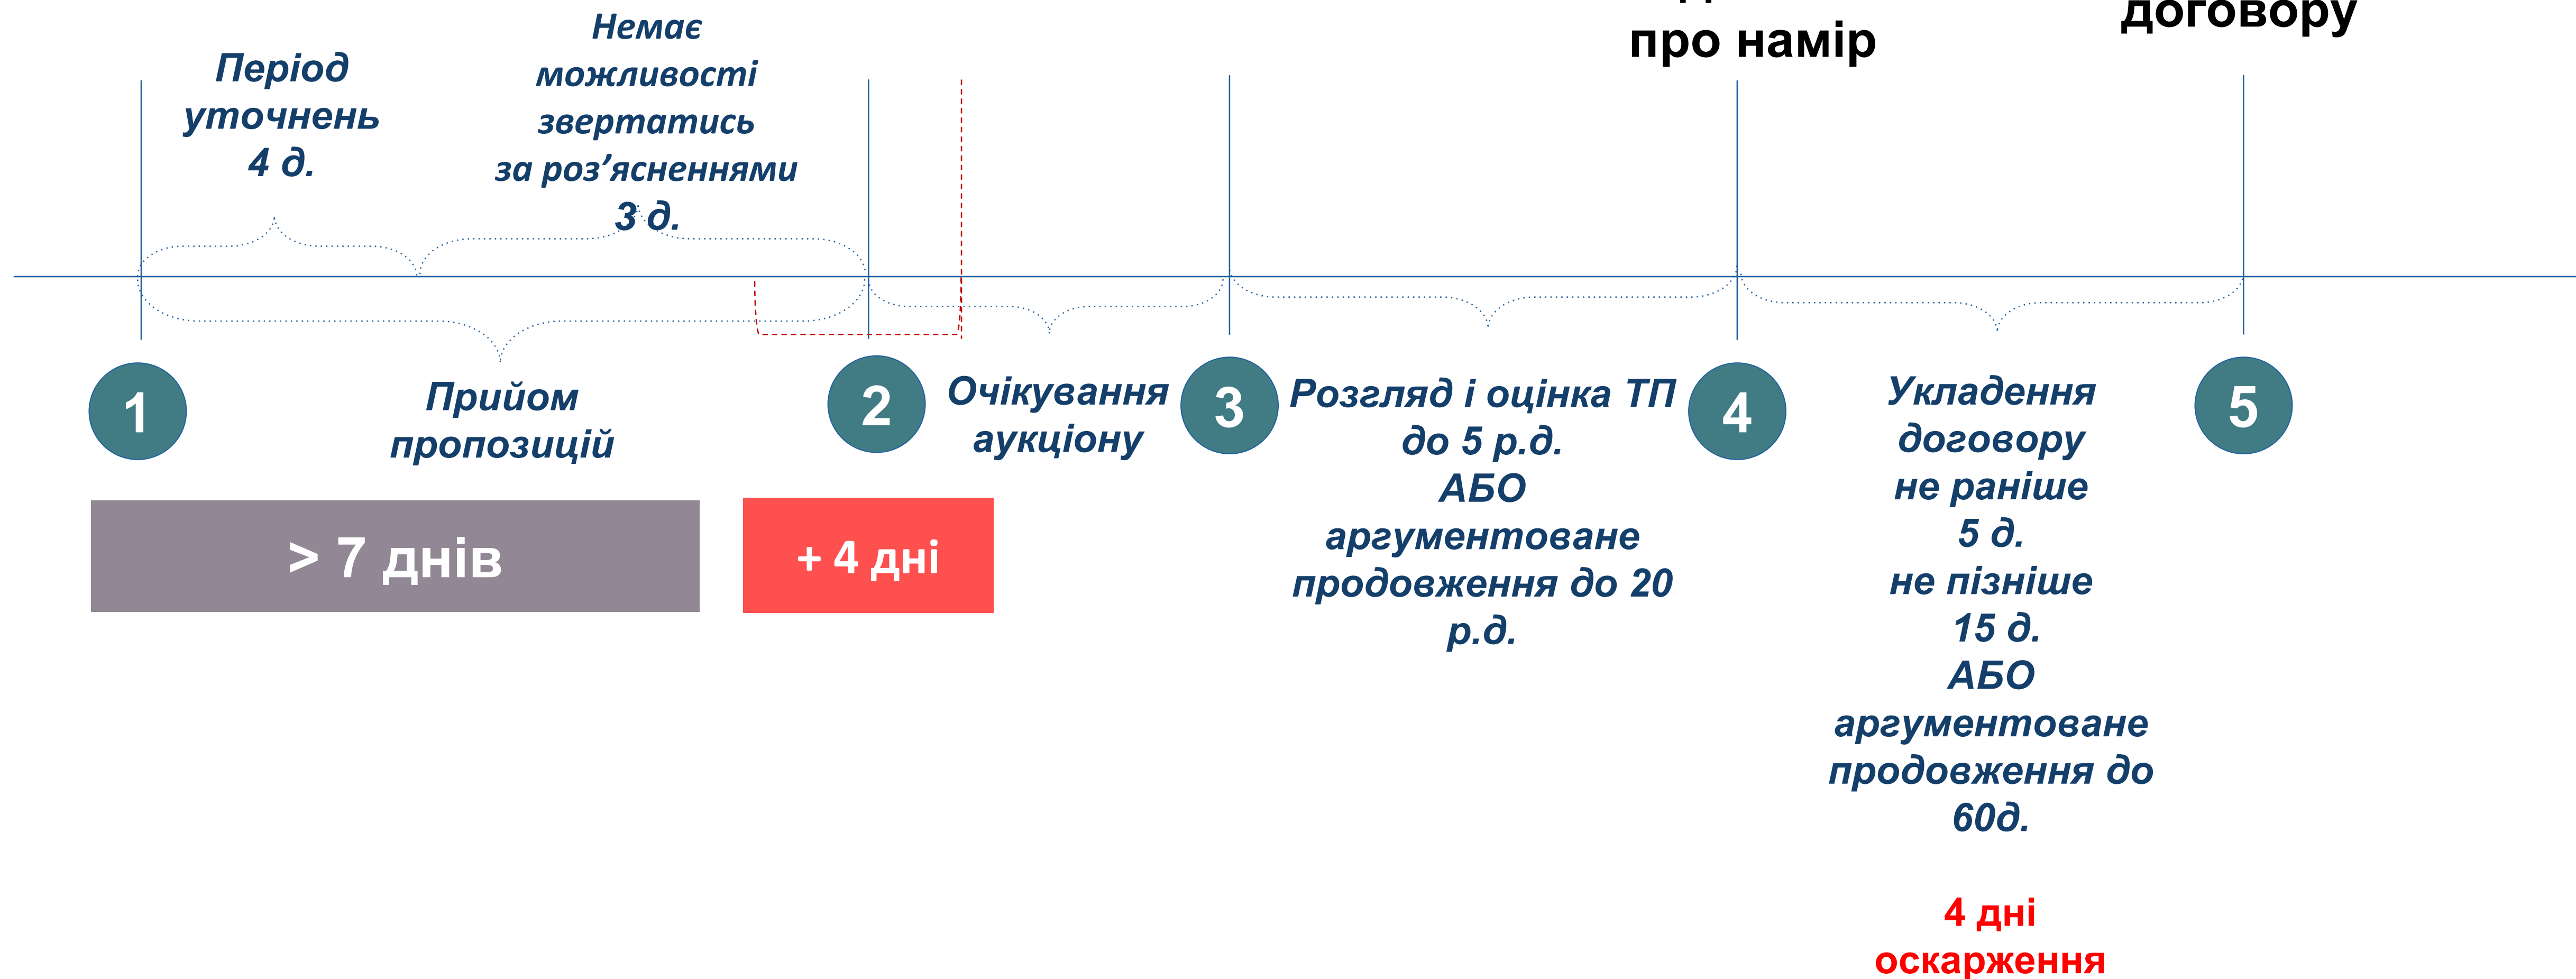 договору
про намір
Період
уточнень
4 д.
Немає
можливості
звертатись
за роз’ясненнями
3 д.
1
Прийом
пропозицій
2
Очікування
аукціону
3
Розгляд і оцінка ТП
до 5 р.д.
АБО
аргументоване
продовження до 20
р.д.
4
Укладення
договору
не раніше
5 д.
не пізніше
15 д.
АБО
аргументоване
продовження до
60д.
5
> 7 днів
+ 4 дні
4 дні
оскарження